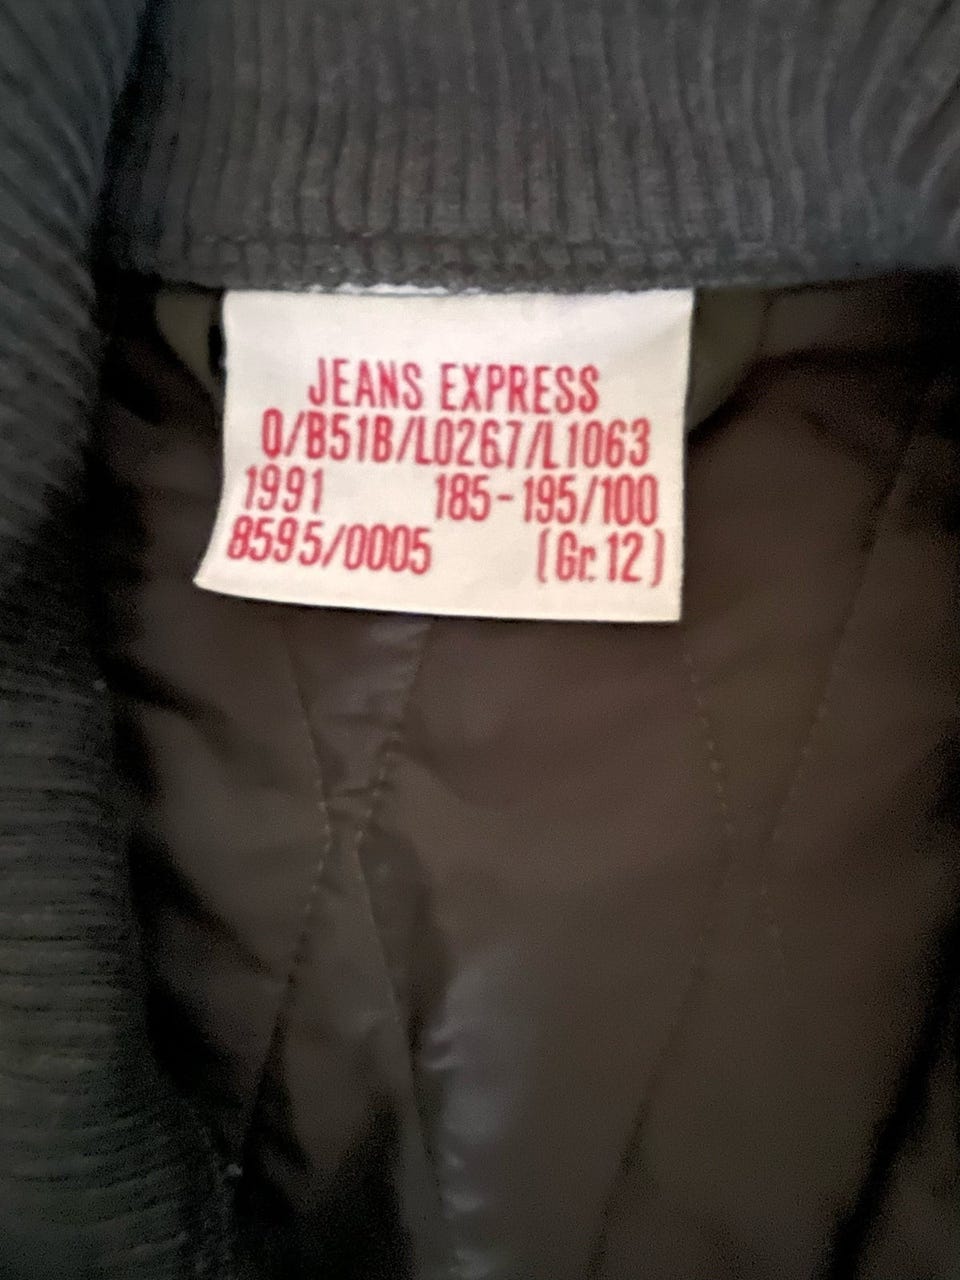 JEANS EXPRESS
Q/B51B/L0267/L1063
1991 185-195/100
8595/0005 (Gr. 12)